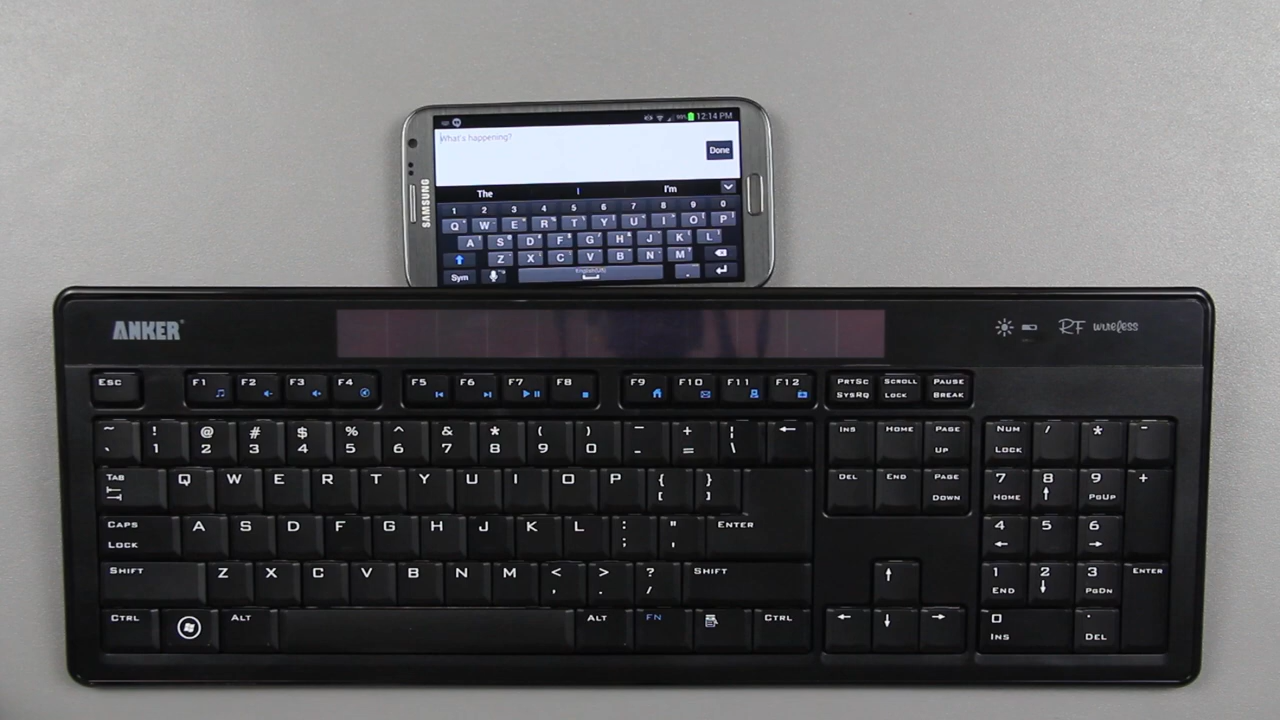 12:14 PM
What's happening?
Done
SAMSUNG
The I I'm
1 2 3 4 5 6 7 8 9 0
Q W E R T Y U I O P
A S D F G H J K L
Z X C V B N M
Sym English(US) .
ANKER
RF wireless
ESC F1 F2 F3 F4 F5 F6 F7 F8 F9 F10 F11 F12 PRTSC SCROLL PAUSE
SYSRQ LOCK BREAK
~ ! @ # $ % ^ & * ( ) _ + ¦ ← INS HOME PAGE NUM / * -
` 1 2 3 4 5 6 7 8 9 0 - = \ UP LOCK
TAB Q W E R T Y U I O P { } DEL END PAGE 7 8 9 +
[ ] DOWN HOME ↑ PGUP
CAPS A S D F G H J K L : " ENTER 4 5 6
LOCK ; ' ← →
SHIFT Z X C V B N M < > ? SHIFT ↑ 1 2 3 ENTER
, . / END ↓ PGDN
CTRL ALT ALT FN CTRL ← ↓ → 0 .
INS DEL